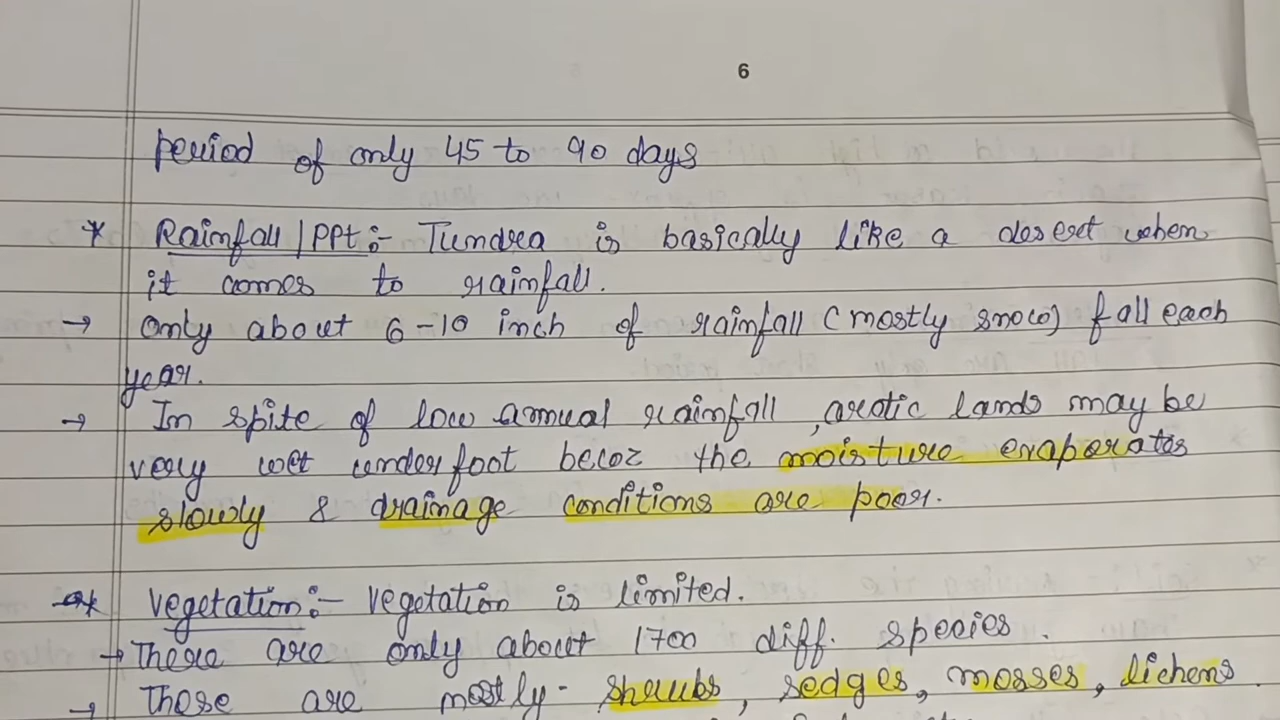 6
period of only 45 to 90 days
* Rainfall/PPt :- Tundra is basically like a desert when
it comes to rainfall.
→ Only about 6-10 inch of rainfall (mostly snow) fall each
year.
→ In spite of low annual rainfall, arctic lands may be
very wet underfoot becoz the moisture evaporates
slowly & drainage conditions are poor.
* Vegetation :- Vegetation is limited.
→ There are only about 1700 diff. species.
→ These are mostly- shrubs, sedges, mosses, lichens.